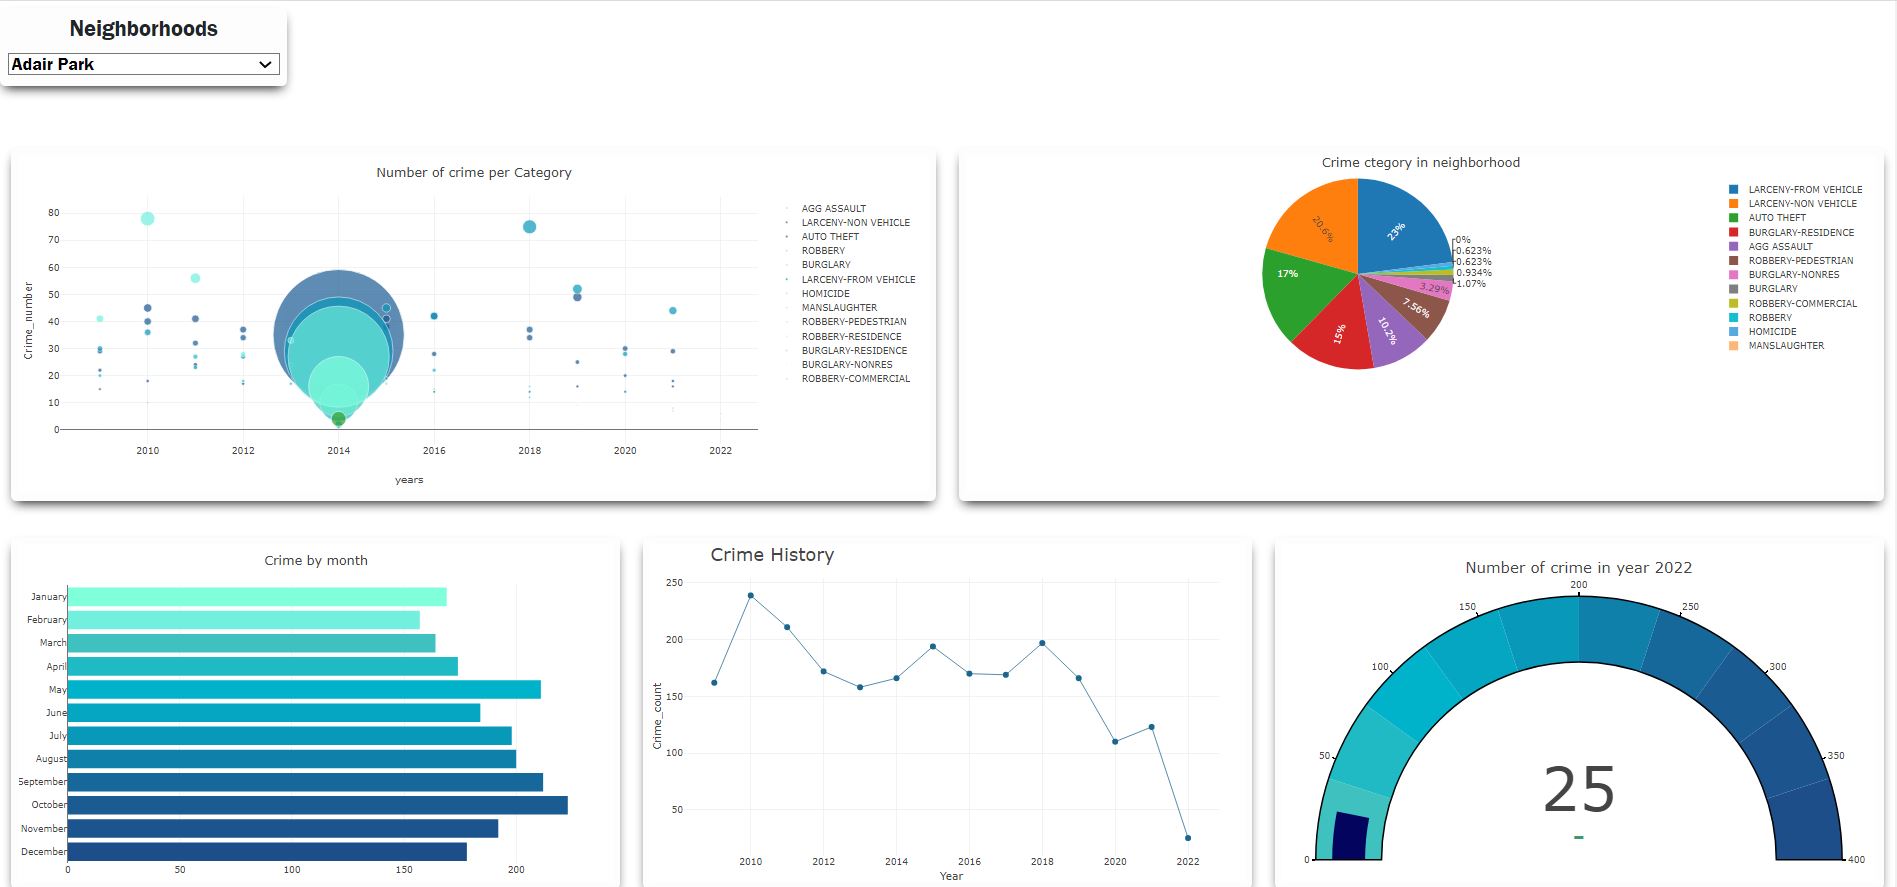 Neighborhoods
Adair Park
Number of crime per Category
Crime_number
80
70
60
50
40
30
20
10
0
2010
2012
2014
2016
2018
2020
2022
years
AGG ASSAULT
LARCENY-NON VEHICLE
AUTO THEFT
ROBBERY
BURGLARY
LARCENY-FROM VEHICLE
HOMICIDE
MANSLAUGHTER
ROBBERY-PEDESTRIAN
ROBBERY-RESIDENCE
BURGLARY-RESIDENCE
BURGLARY-NONRES
ROBBERY-COMMERCIAL
Crime ctegory in neighborhood
23%
20.6%
17%
15%
10.2%
7.56%
3.29%
0%
0.623%
0.623%
0.934%
1.07%
LARCENY-FROM VEHICLE
LARCENY-NON VEHICLE
AUTO THEFT
BURGLARY-RESIDENCE
AGG ASSAULT
ROBBERY-PEDESTRIAN
BURGLARY-NONRES
BURGLARY
ROBBERY-COMMERCIAL
ROBBERY
HOMICIDE
MANSLAUGHTER
Crime by month
January
February
March
April
May
June
July
August
September
October
November
December
0
50
100
150
200
Crime History
Crime_count
250
200
150
100
50
2010
2012
2014
2016
2018
2020
2022
Year
Number of crime in year 2022
0
50
100
150
200
250
300
350
400
25
-